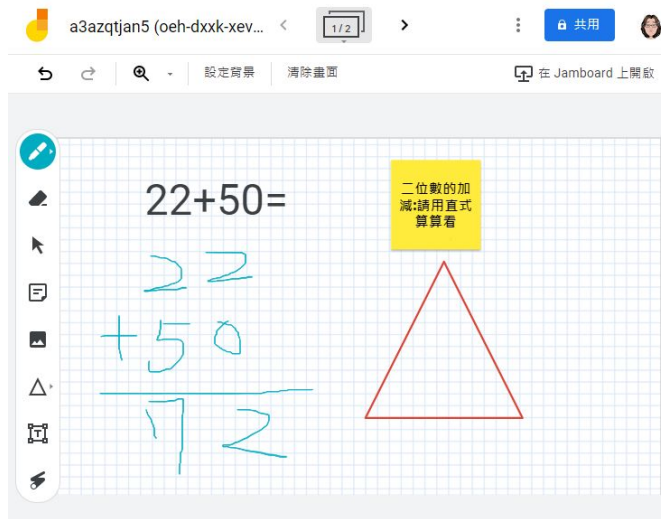 a3azqtjan5 (oeh-dxxk-xev...
1/2
共用
設定背景
清除畫面
在 Jamboard 上開啟
22+50=
二位數的加
減:請用直式
算算看
22
+50
72